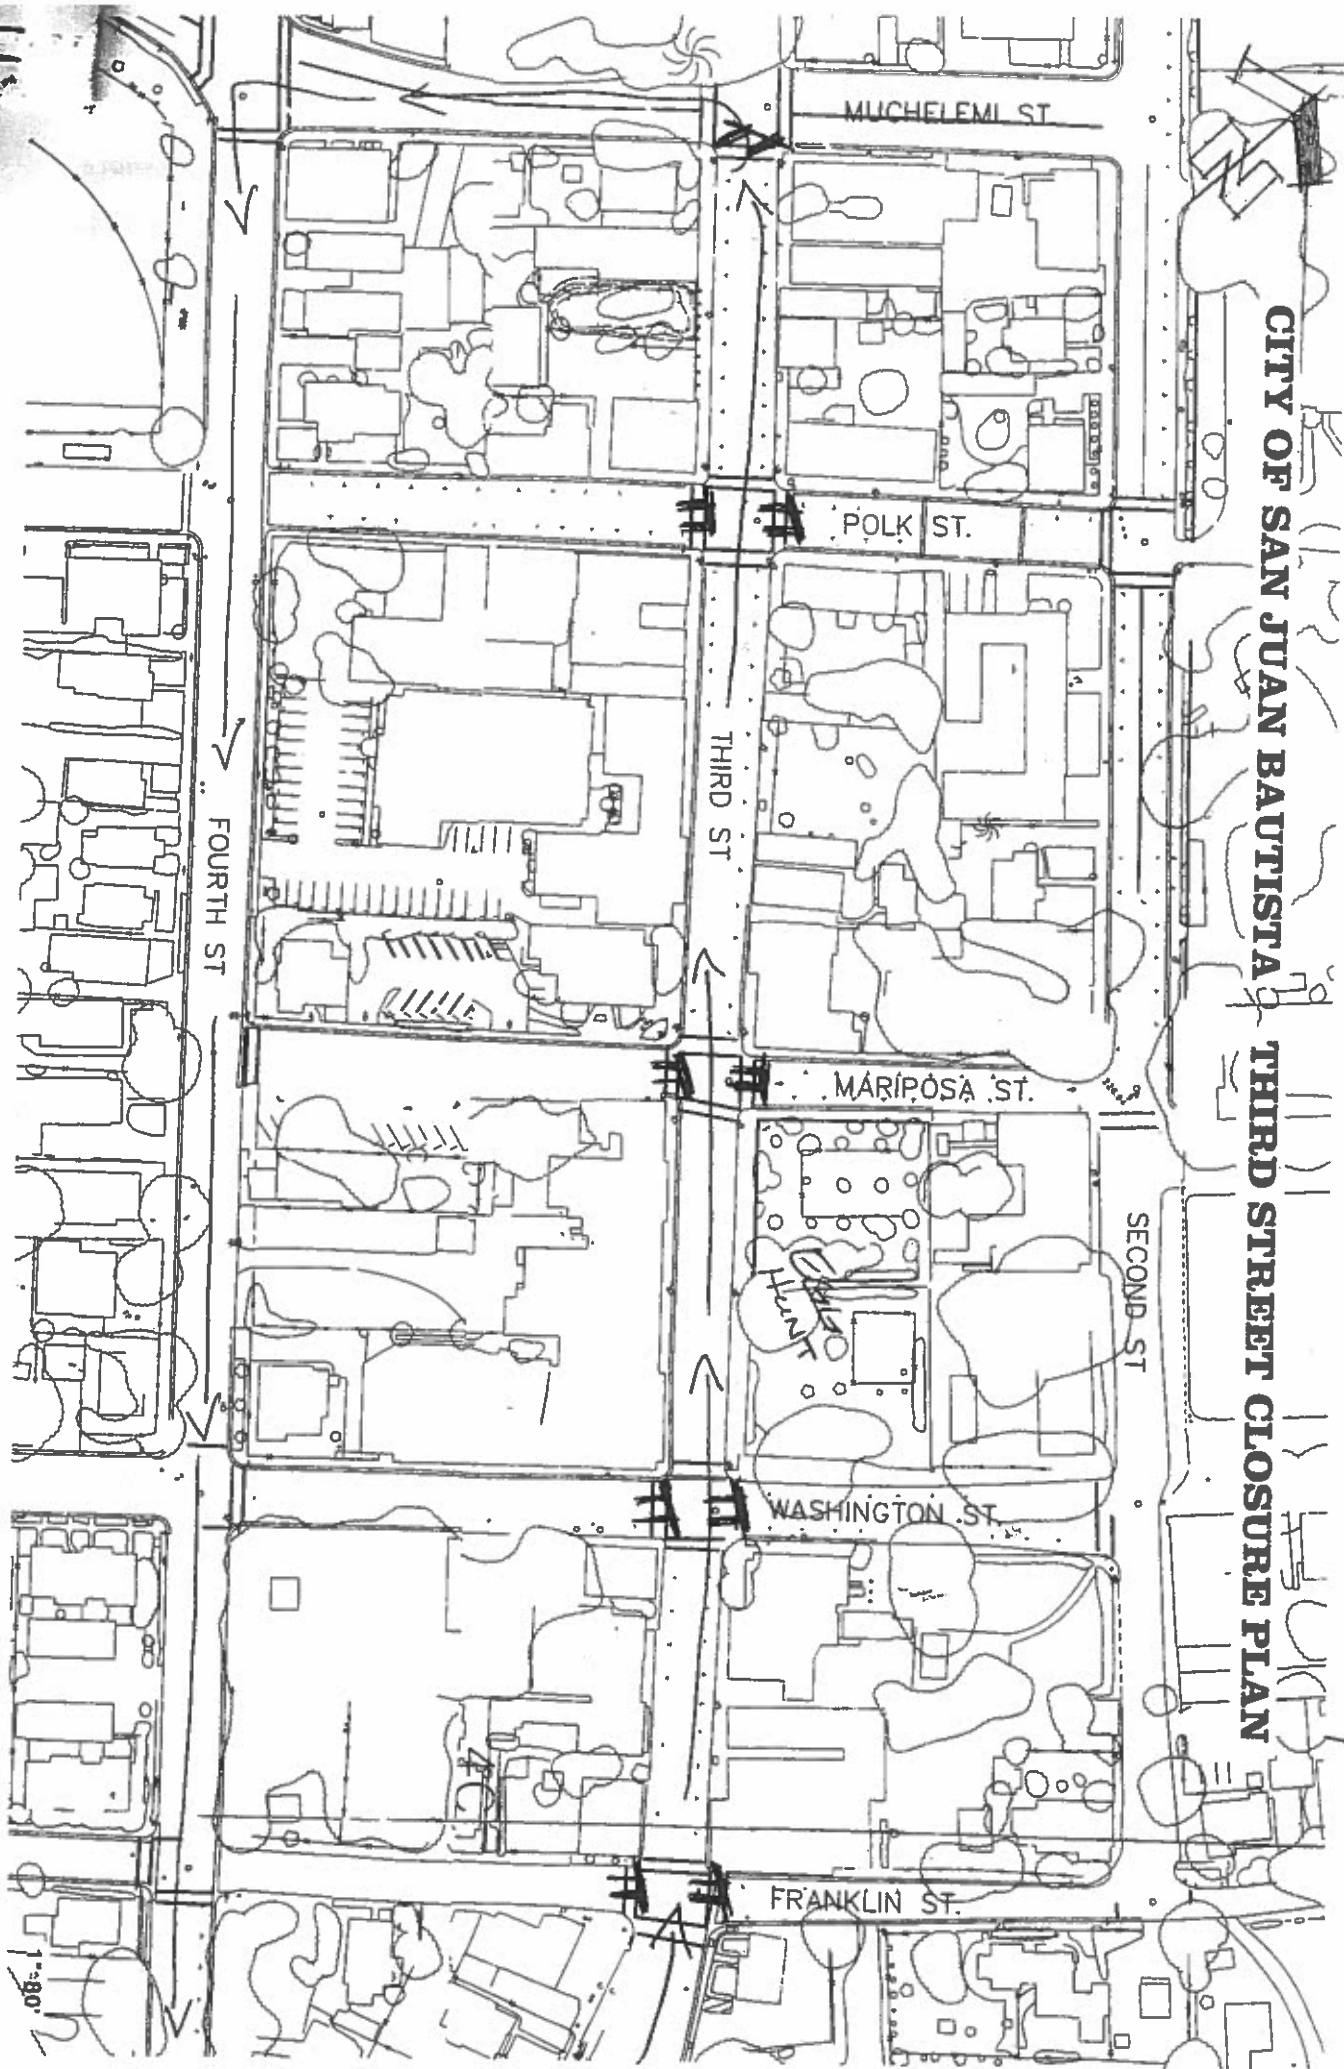 CITY OF SAN JUAN BAUTISTA - THIRD STREET CLOSURE PLAN
MUCHELEMI ST.
POLK ST.
THIRD ST
FOURTH ST
MARIPOSA ST.
SECOND ST
WASHINGTON ST.
FRANKLIN ST.
1"=80'